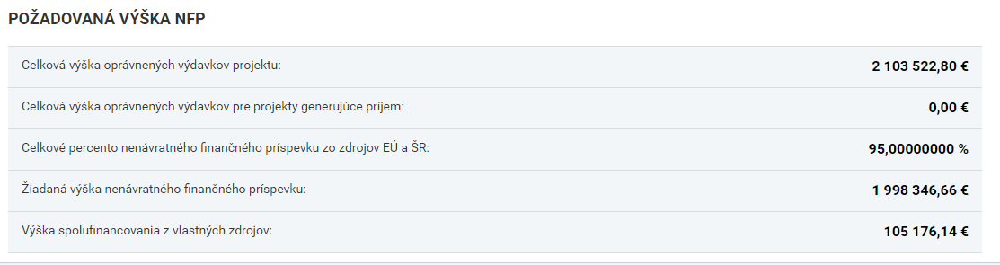 POŽADOVANÁ VÝŠKA NFP
Celková výška oprávnených výdavkov projektu: 2 103 522,80 €
Celková výška oprávnených výdavkov pre projekty generujúce príjem: 0,00 €
Celkové percento nenávratného finančného príspevku zo zdrojov EÚ a ŠR: 95,00000000 %
Žiadaná výška nenávratného finančného príspevku: 1 998 346,66 €
Výška spolufinancovania z vlastných zdrojov: 105 176,14 €